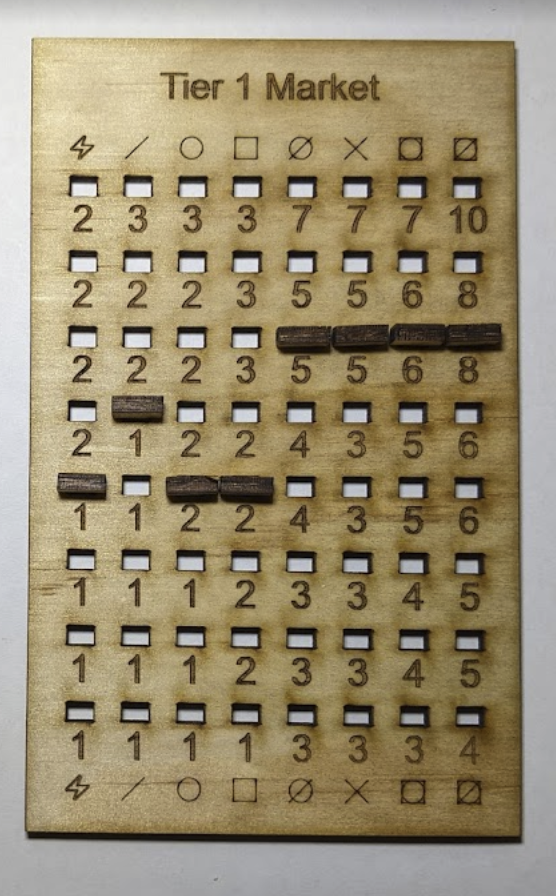 Tier 1 Market
2 3 3 3 7 7 7 10
2 2 2 3 5 5 6 8
2 2 2 3 5 5 6 8
2 1 2 2 4 3 5 6
1 1 2 2 4 3 5 6
1 1 1 2 3 3 4 5
1 1 1 2 3 3 4 5
1 1 1 1 3 3 3 4